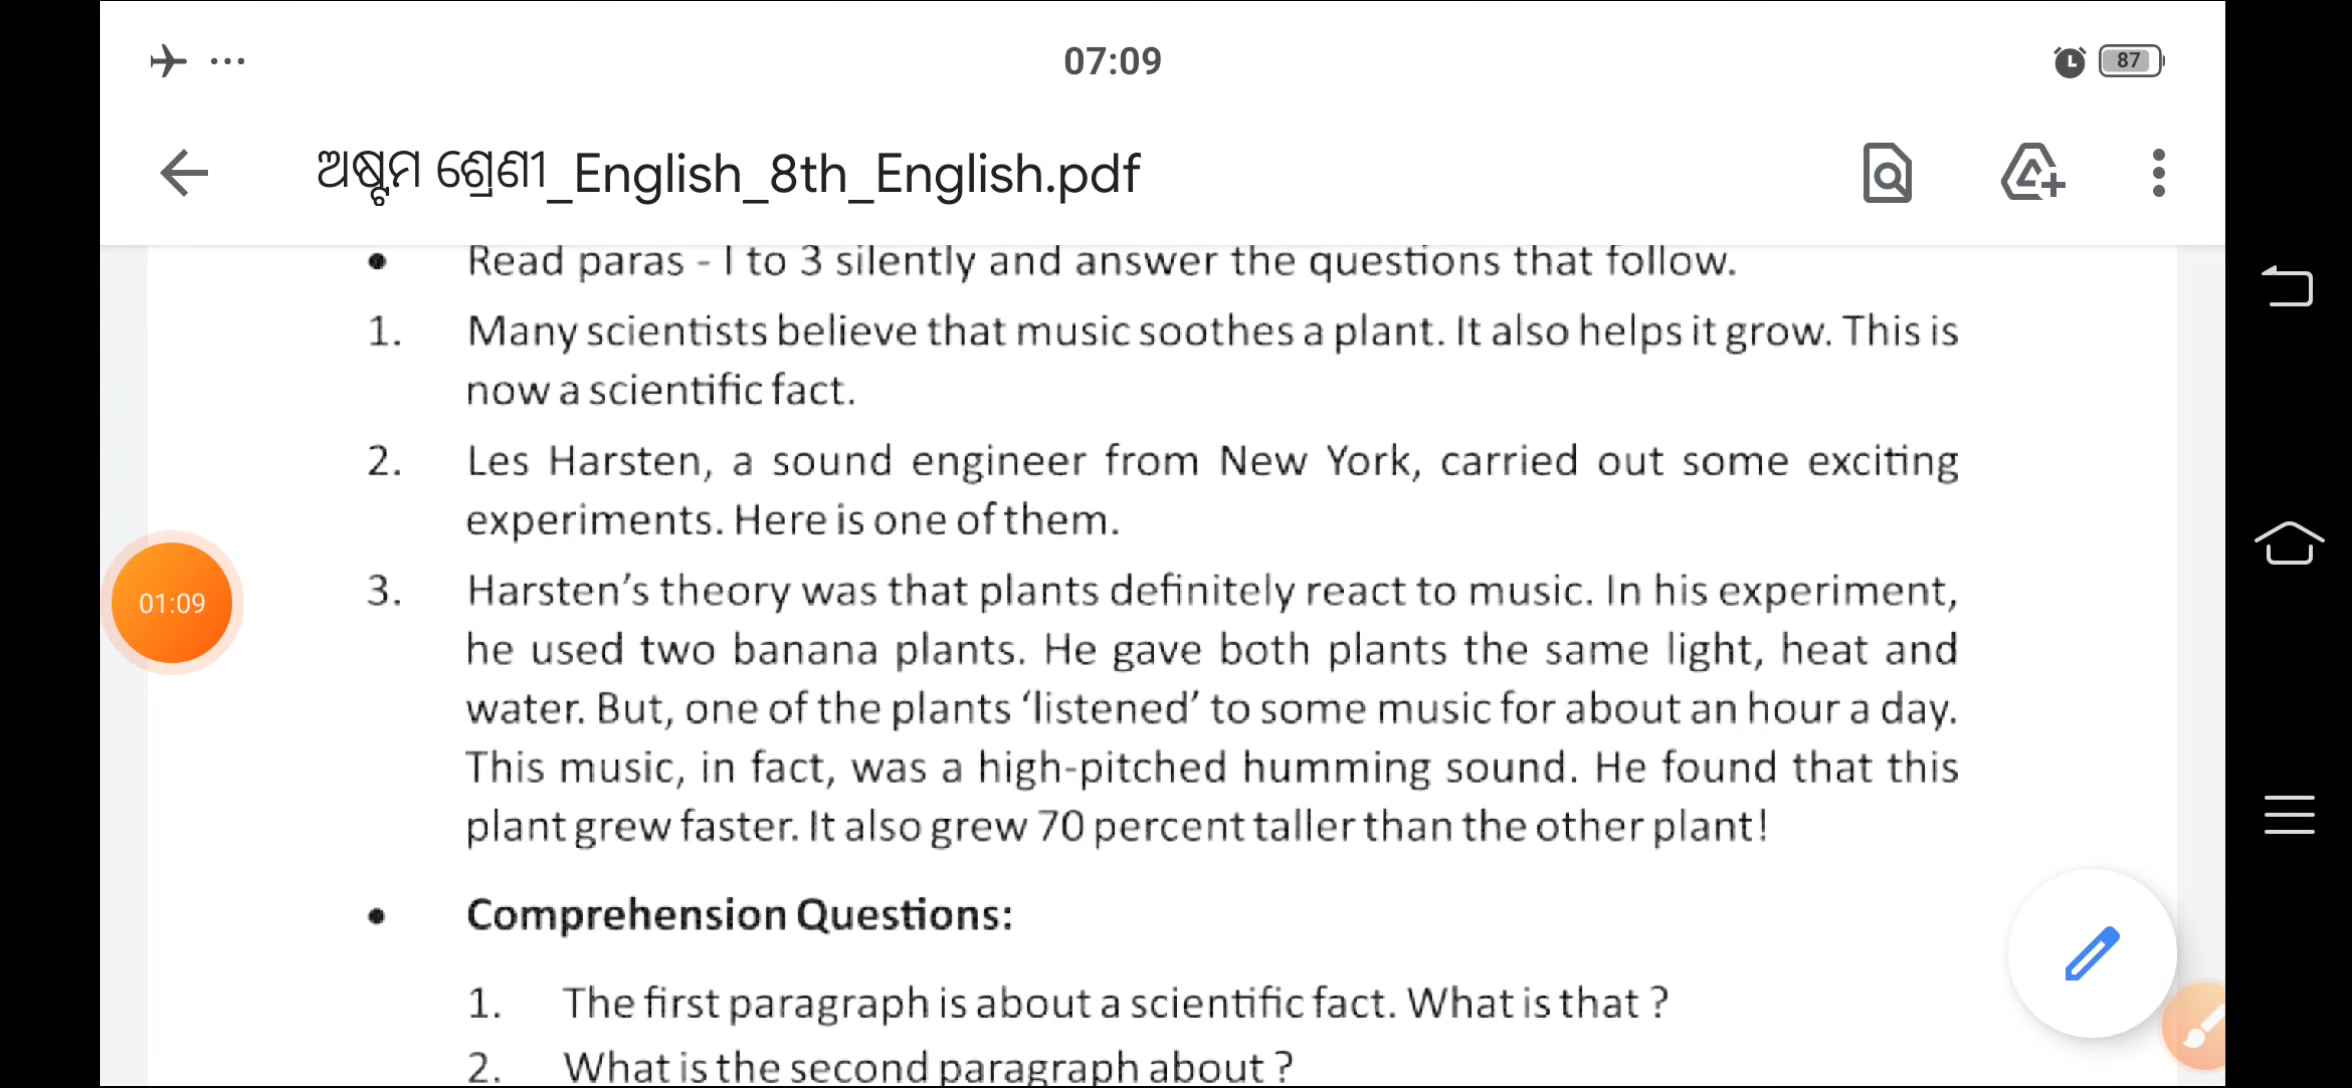 07:09
87
ଅଷ୍ଟମ ଶ୍ରେଣୀ_English_8th_English.pdf
• Read paras - I to 3 silently and answer the questions that follow.
1. Many scientists believe that music soothes a plant. It also helps it grow. This is
now a scientific fact.
2. Les Harsten, a sound engineer from New York, carried out some exciting
experiments. Here is one of them.
01:09
3. Harsten’s theory was that plants definitely react to music. In his experiment,
he used two banana plants. He gave both plants the same light, heat and
water. But, one of the plants ‘listened’ to some music for about an hour a day.
This music, in fact, was a high-pitched humming sound. He found that this
plant grew faster. It also grew 70 percent taller than the other plant!
• Comprehension Questions:
1. The first paragraph is about a scientific fact. What is that ?
2. What is the second paragraph about ?